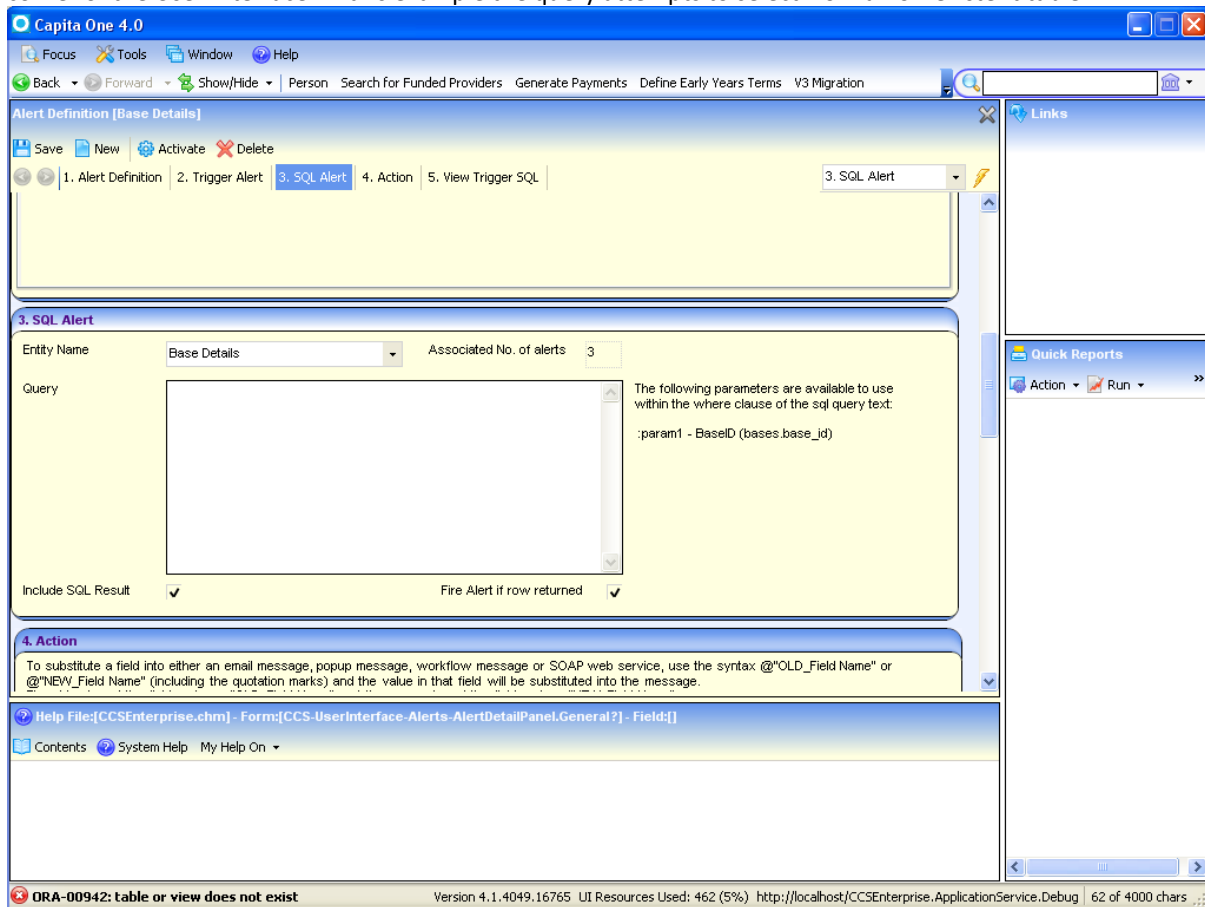 Capita One 4.0
Focus Tools Window Help
Back Forward Show/Hide Person Search for Funded Providers Generate Payments Define Early Years Terms V3 Migration
Alert Definition [Base Details]
Links
Save New Activate Delete
1. Alert Definition 2. Trigger Alert 3. SQL Alert 4. Action 5. View Trigger SQL 3. SQL Alert
3. SQL Alert
Entity Name Base Details Associated No. of alerts 3
Quick Reports
Action Run »
Query
The following parameters are available to use
within the where clause of the sql query text:
:param1 - BaseID (bases.base_id)
Include SQL Result Fire Alert if row returned
4. Action
To substitute a field into either an email message, popup message, workflow message or SOAP web service, use the syntax @"OLD_Field Name" or
@"NEW_Field Name" (including the quotation marks) and the value in that field will be substituted into the message.
Help File:[CCSEnterprise.chm] - Form:[CCS-UserInterface-Alerts-AlertDetailPanel.General?] - Field:[]
Contents System Help My Help On
ORA-00942: table or view does not exist Version 4.1.4049.16765 UI Resources Used: 462 (5%) http://localhost/CCSEnterprise.ApplicationService.Debug 62 of 4000 chars